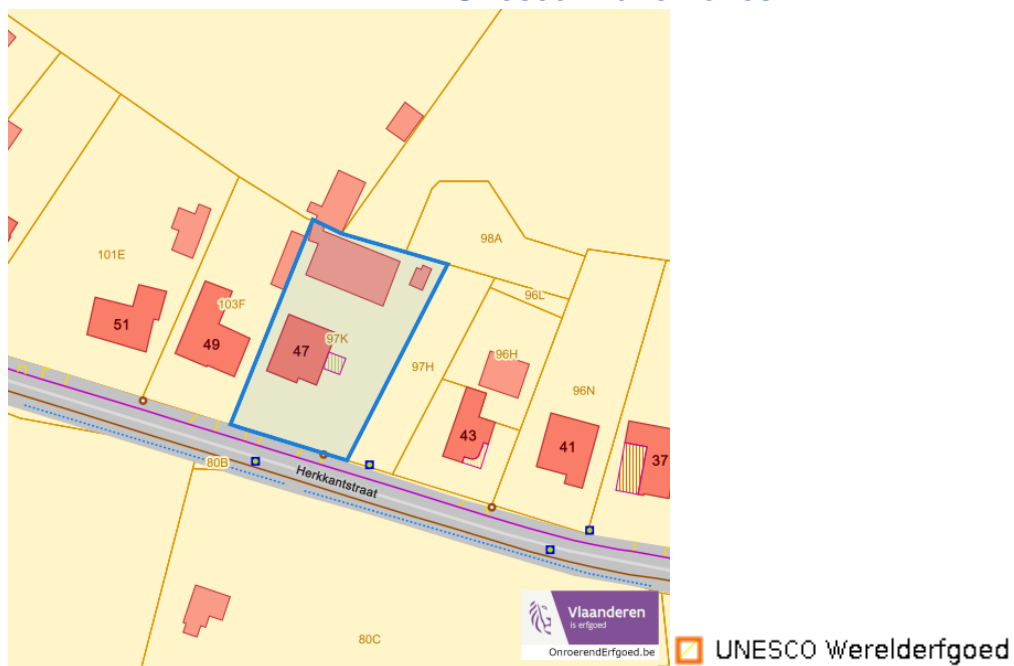 98A
101E
96L
103F
51
49
47
97K
97H
96H
96N
43
41
37
80B
Herkkantstraat
Vlaanderen
is erfgoed
OnroerendErfgoed.be
80C
UNESCO Werelderfgoed